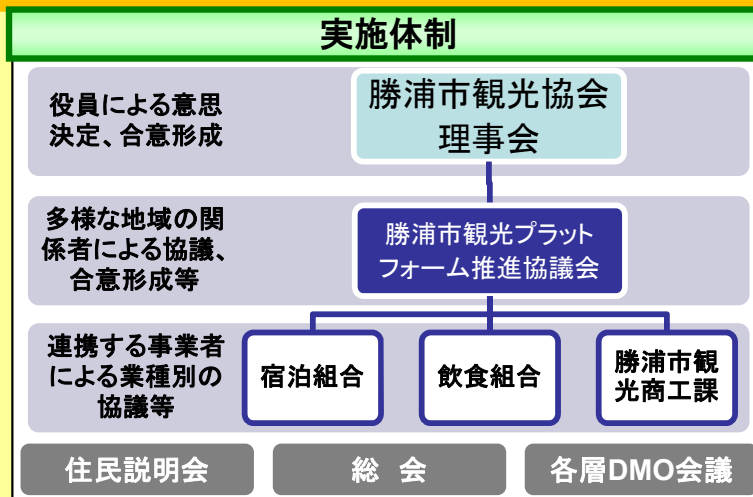 実施体制
役員による意思
決定、合意形成
勝浦市観光協会
理事会
多様な地域の関
係者による協議、
合意形成等
勝浦市観光プラット
フォーム推進協議会
連携する事業者
による業種別の
協議等
宿泊組合
飲食組合
勝浦市観
光商工課
住民説明会
総 会
各層DMO会議